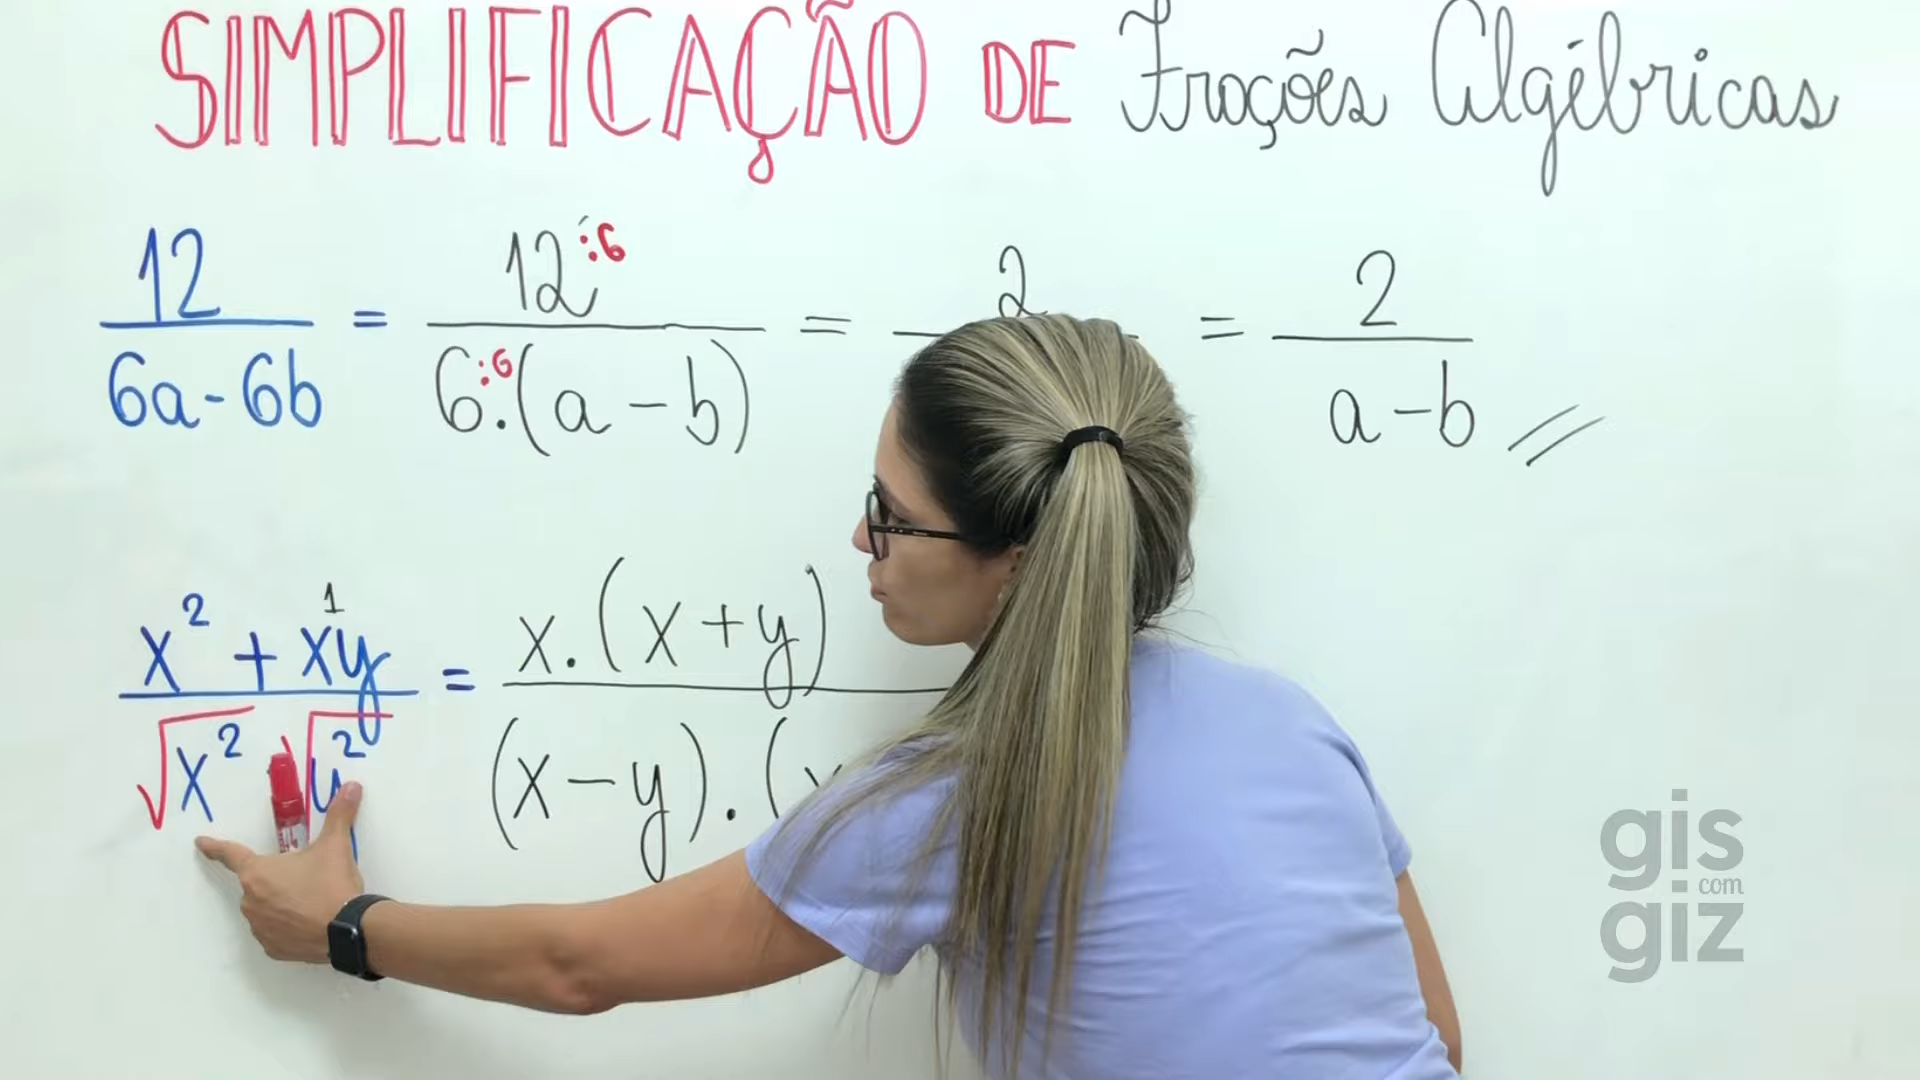 SIMPLIFICAÇÃO DE Frações Algébricas
12 / 6a - 6b = 12 :6 / 6 :6 . (a - b) = 2 / = 2 / a - b
x² + x¹y / √x² √y² = x . (x + y) / (x - y) . (x
gis
com
giz